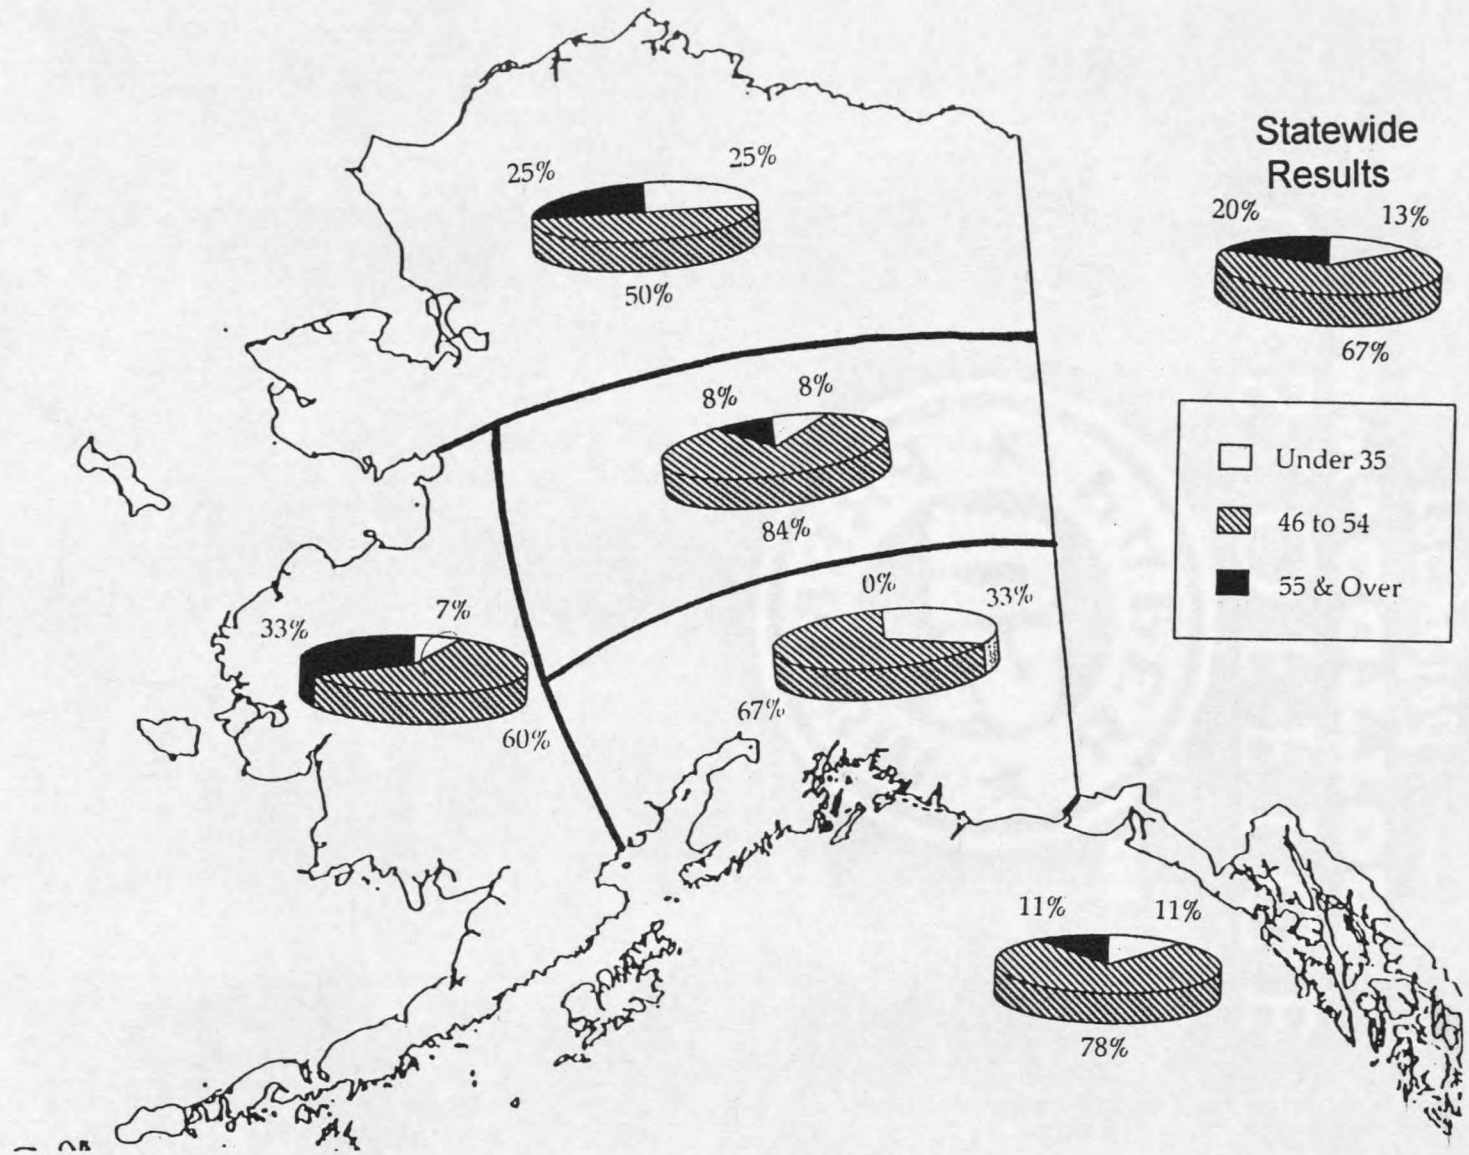 Statewide
Results
20% 13%
67%
25% 25%
50%
8% 8%
84%
0% 33%
67%
33% 7%
60%
11% 11%
78%
Under 35
46 to 54
55 & Over